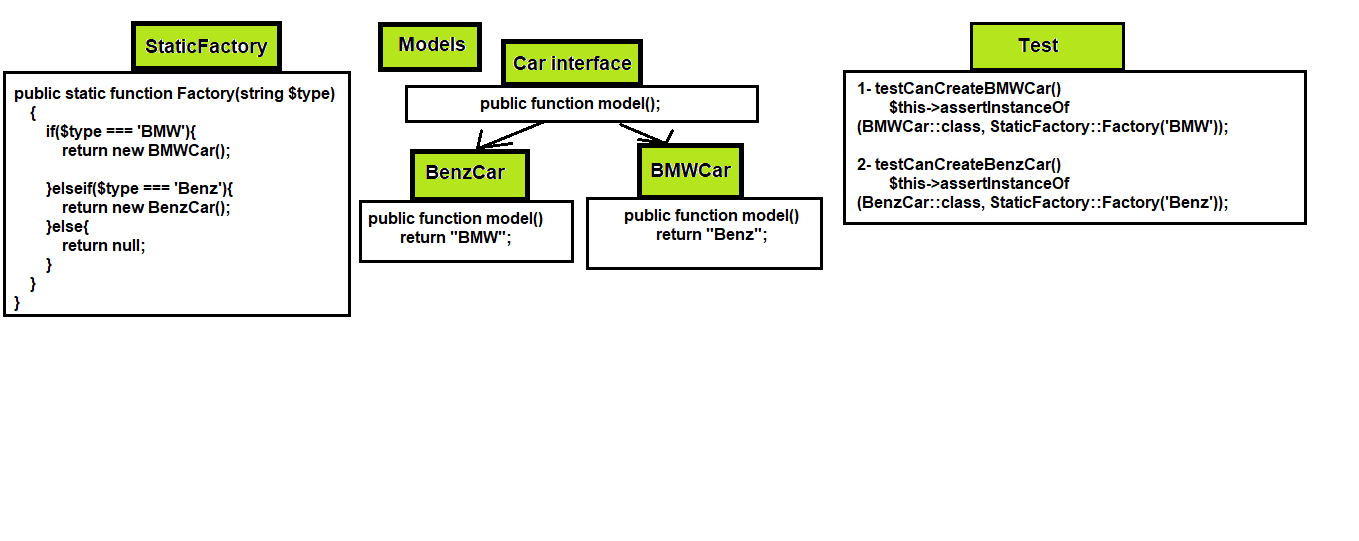 StaticFactory
public static function Factory(string $type)
{
if($type === 'BMW'){
return new BMWCar();
}elseif($type === 'Benz'){
return new BenzCar();
}else{
return null;
}
}
}
Models
Car interface
public function model();
BenzCar
public function model()
return "BMW";
BMWCar
public function model()
return "Benz";
Test
1- testCanCreateBMWCar()
$this->assertInstanceOf
(BMWCar::class, StaticFactory::Factory('BMW'));
2- testCanCreateBenzCar()
$this->assertInstanceOf
(BenzCar::class, StaticFactory::Factory('Benz'));